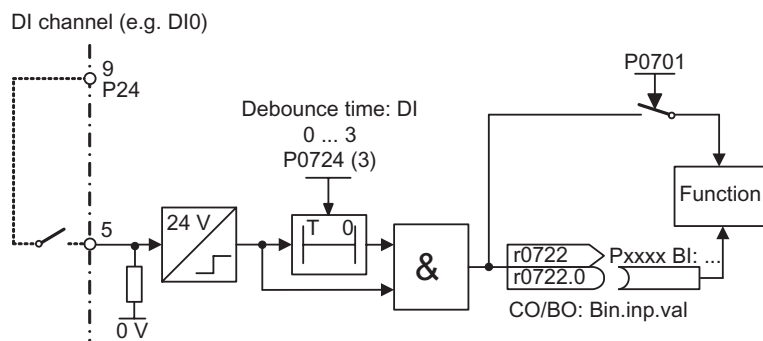 DI channel (e.g. DI0)
9
P24
P0701
Debounce time: DI
0 ... 3
P0724 (3)
Function
5
24 V
T 0
&
r0722
Pxxxx BI: ...
r0722.0
0 V
CO/BO: Bin.inp.val